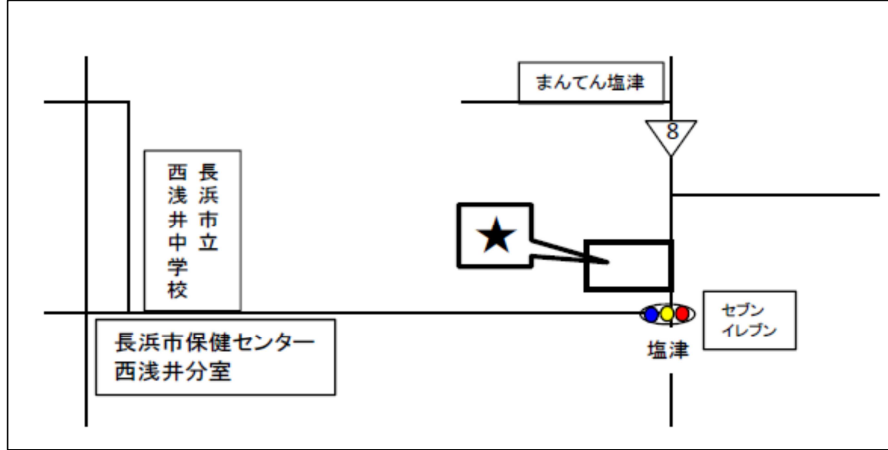 まんてん塩津
8
長浜市立
西浅井中学校
★
セブン
イレブン
塩津
長浜市保健センター
西浅井分室